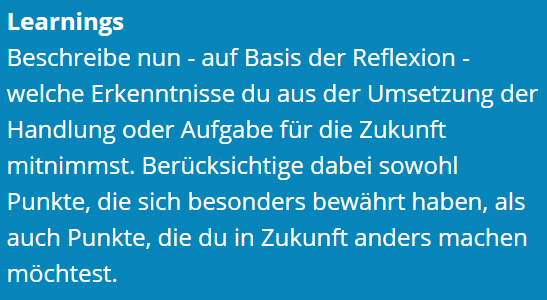 Learnings
Beschreibe nun - auf Basis der Reflexion -
welche Erkenntnisse du aus der Umsetzung der
Handlung oder Aufgabe für die Zukunft
mitnimmst. Berücksichtige dabei sowohl
Punkte, die sich besonders bewährt haben, als
auch Punkte, die du in Zukunft anders machen
möchtest.